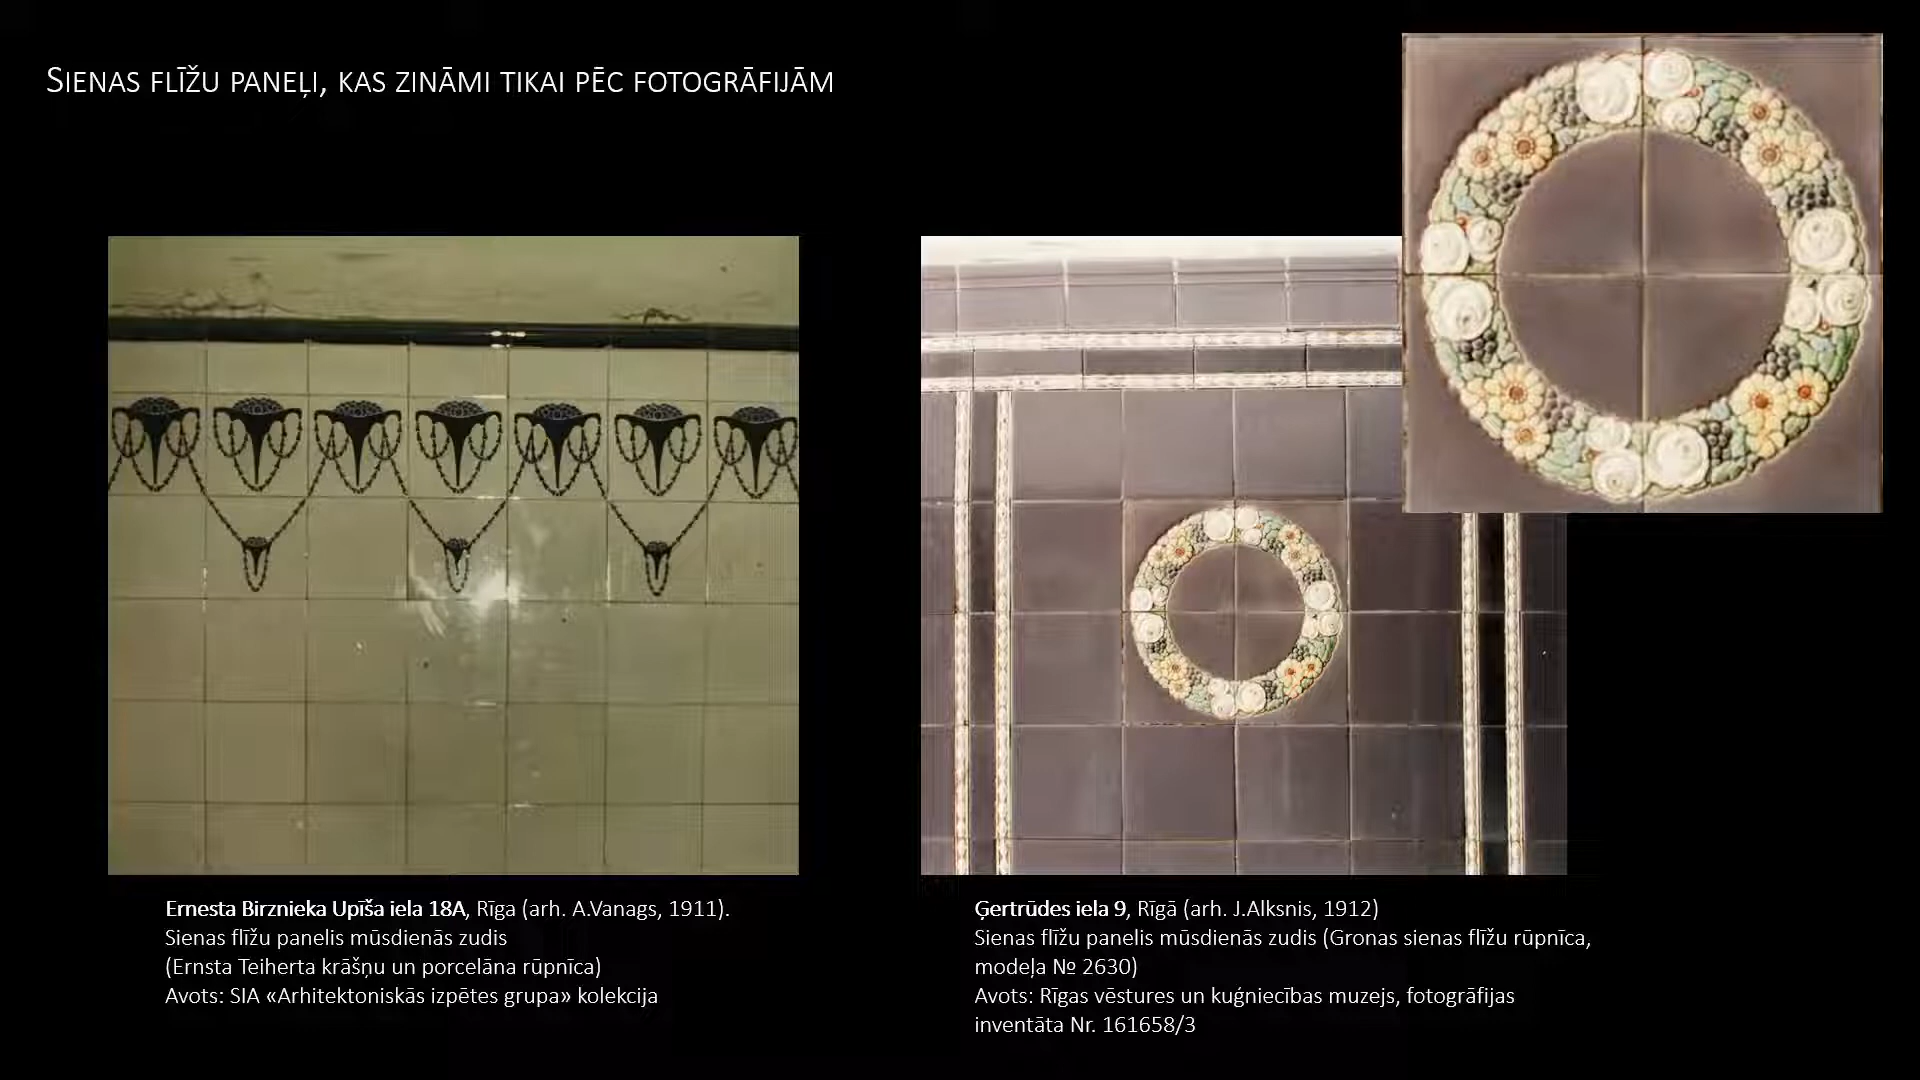 Sienas flīžu paneļi, kas zināmi tikai pēc fotogrāfijām
Ernesta Birznieka Upīša iela 18A, Rīga (arh. A.Vanags, 1911).
Sienas flīžu panelis mūsdienās zudis
(Ernsta Teiherta krāšņu un porcelāna rūpnīca)
Avots: SIA «Arhitektoniskās izpētes grupa» kolekcija
Ģertrūdes iela 9, Rīgā (arh. J.Alksnis, 1912)
Sienas flīžu panelis mūsdienās zudis (Gronas sienas flīžu rūpnīca,
modeļa № 2630)
Avots: Rīgas vēstures un kuģniecības muzejs, fotogrāfijas
inventāta Nr. 161658/3